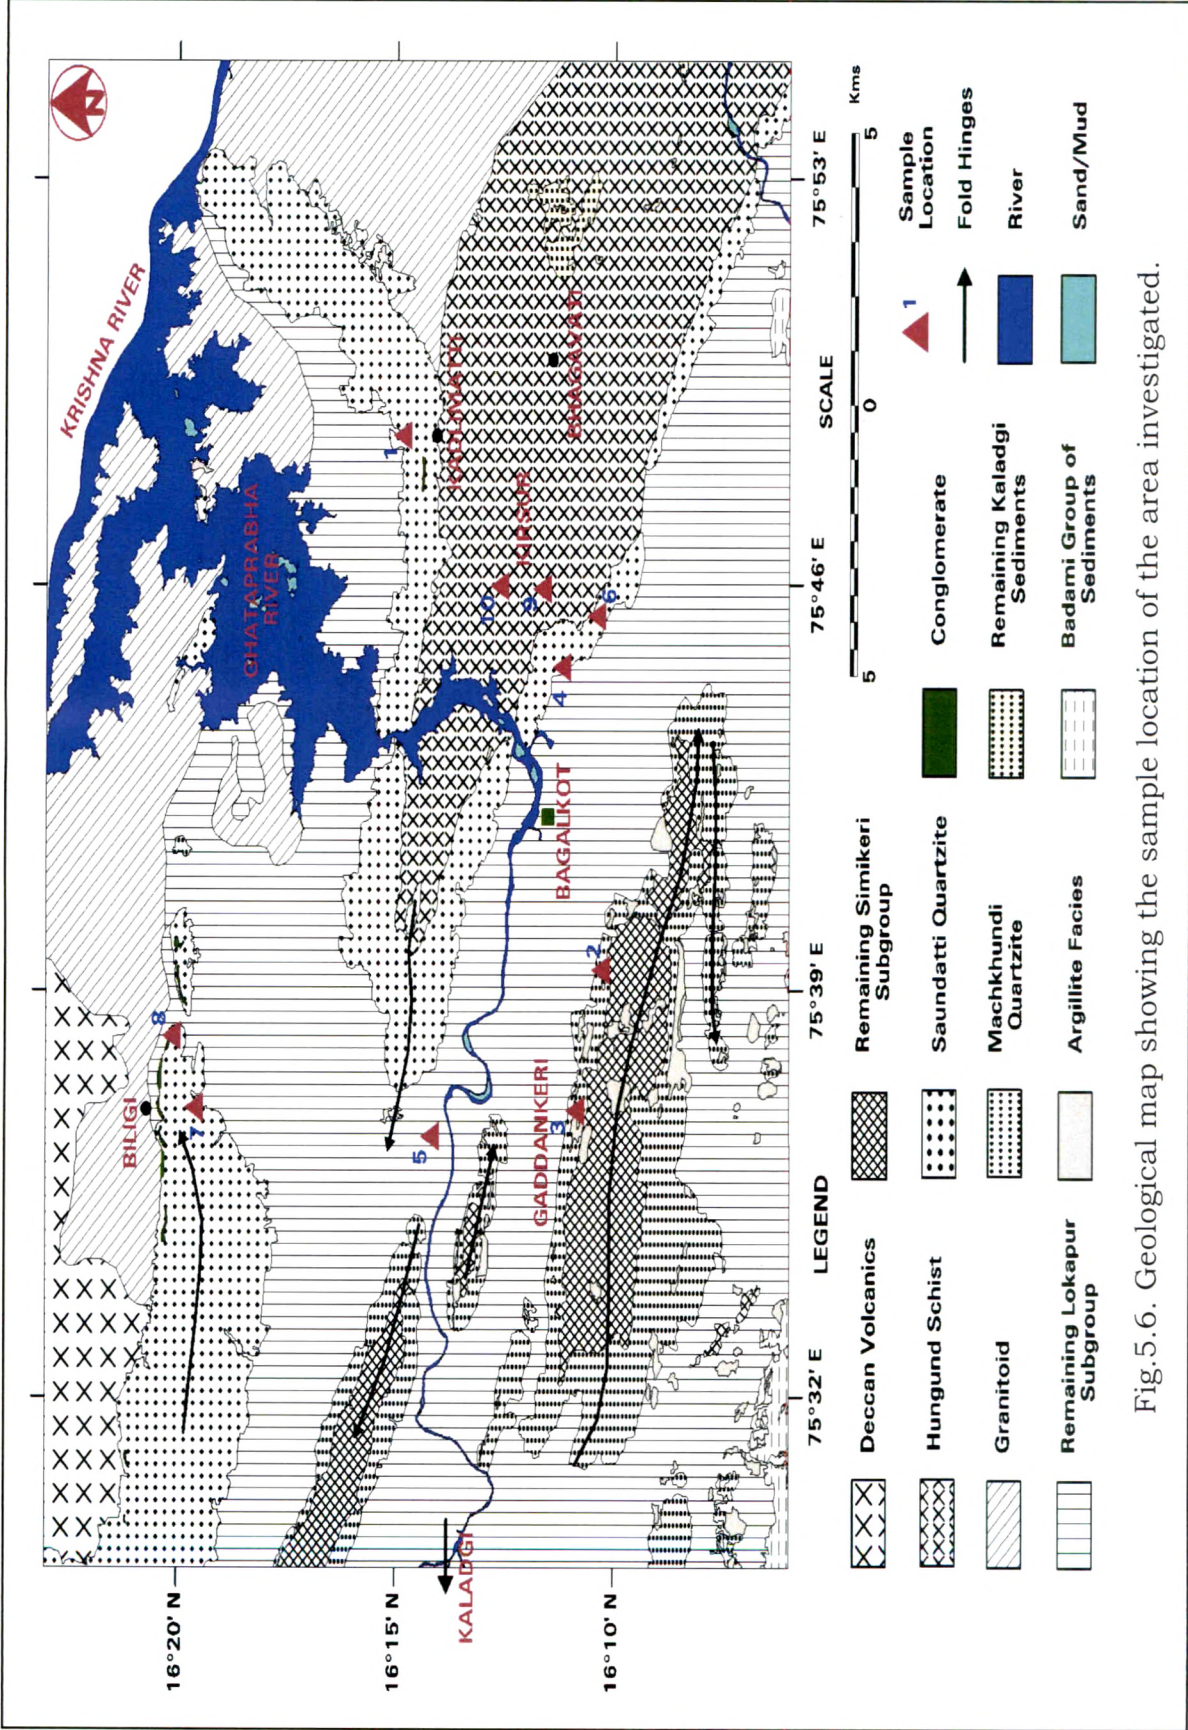 N
KRISHNA RIVER
GHATAPRABHA
RIVER
BILIGI
8
7
1
KADLIMATTI
KIRSUR
10
9
BHAGAVATI
6
4
5
BAGALKOT
2
GADDANKERI
3
KALADGI
16°20' N
16°15' N
16°10' N
75°32' E
75°39' E
75°46' E
75°53' E
LEGEND
SCALE
5
0
5
Kms
Deccan Volcanics
Hungund Schist
Granitoid
Remaining Lokapur
Subgroup
Remaining Simikeri
Subgroup
Saundatti Quartzite
Machkhundi
Quartzite
Argillite Facies
Conglomerate
Remaining Kaladgi
Sediments
Badami Group of
Sediments
1
Sample
Location
Fold Hinges
River
Sand/Mud
Fig.5.6. Geological map showing the sample location of the area investigated.